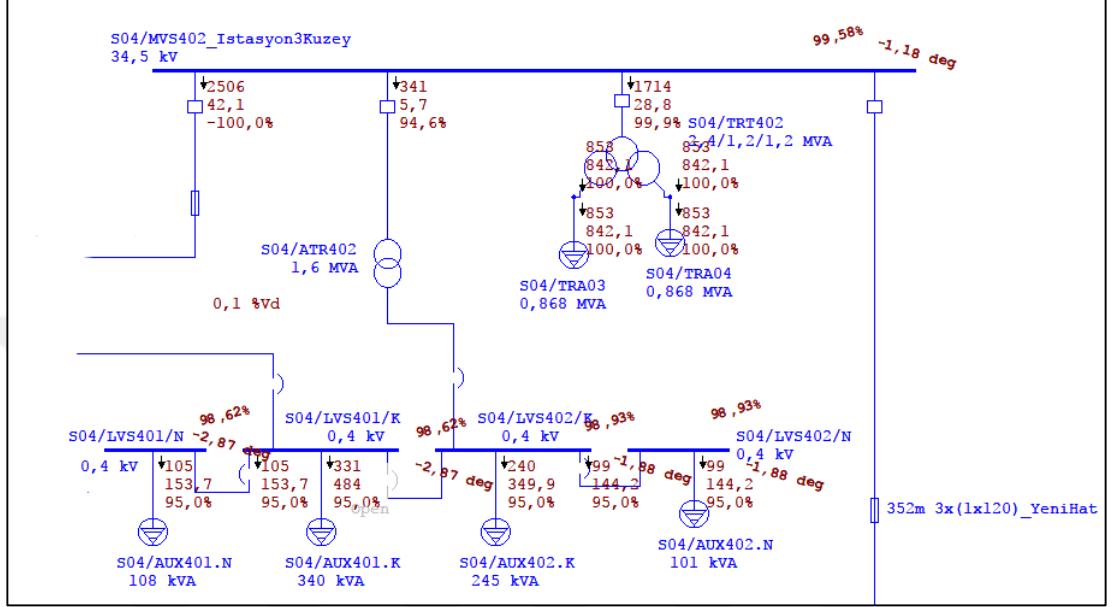 S04/MVS402_Istasyon3Kuzey
34,5 kV
99,58%
-1,18 deg
2506
42,1
-100,0%
341
5,7
94,6%
1714
28,8
99,9%
S04/TRT402
2,4/1,2/1,2 MVA
853
842,1
100,0%
853
842,1
100,0%
853
842,1
100,0%
853
842,1
100,0%
S04/ATR402
1,6 MVA
S04/TRA03
0,868 MVA
S04/TRA04
0,868 MVA
0,1 %Vd
S04/LVS401/N
0,4 kV
98,62%
-2,87 deg
S04/LVS401/K
0,4 kV
98,62%
-2,87 deg
S04/LVS402/K
0,4 kV
98,93%
-1,88 deg
98,93%
-1,88 deg
S04/LVS402/N
0,4 kV
105
153,7
95,0%
105
153,7
95,0%
331
484
95,0%
open
240
349,9
95,0%
99
144,2
95,0%
99
144,2
95,0%
352m 3x(1x120)_YeniHat
S04/AUX401.N
108 kVA
S04/AUX401.K
340 kVA
S04/AUX402.K
245 kVA
S04/AUX402.N
101 kVA